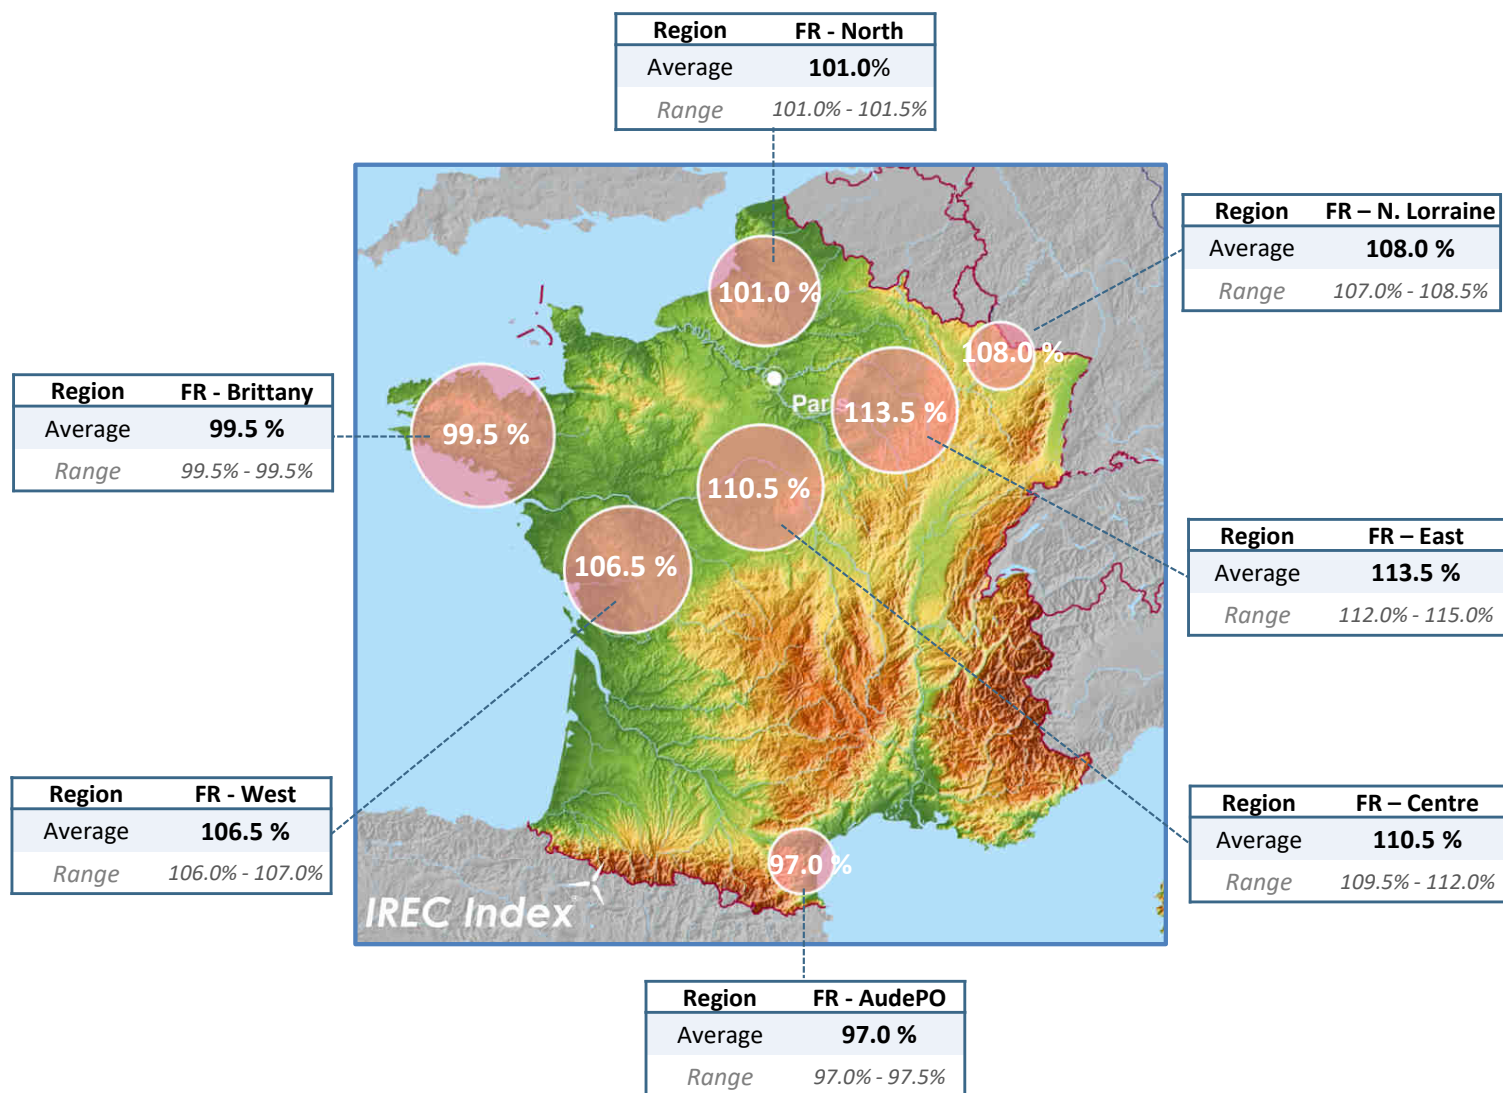 Region FR - North
Average 101.0%
Range 101.0% - 101.5%
Region FR – N. Lorraine
Average 108.0 %
Range 107.0% - 108.5%
101.0 %
108.0 %
Region FR - Brittany
Average 99.5 %
Range 99.5% - 99.5%
Paris
113.5 %
99.5 %
110.5 %
Region FR – East
Average 113.5 %
Range 112.0% - 115.0%
106.5 %
Region FR - West
Average 106.5 %
Range 106.0% - 107.0%
Region FR – Centre
Average 110.5 %
Range 109.5% - 112.0%
97.0 %
IREC Index
Region FR - AudePO
Average 97.0 %
Range 97.0% - 97.5%